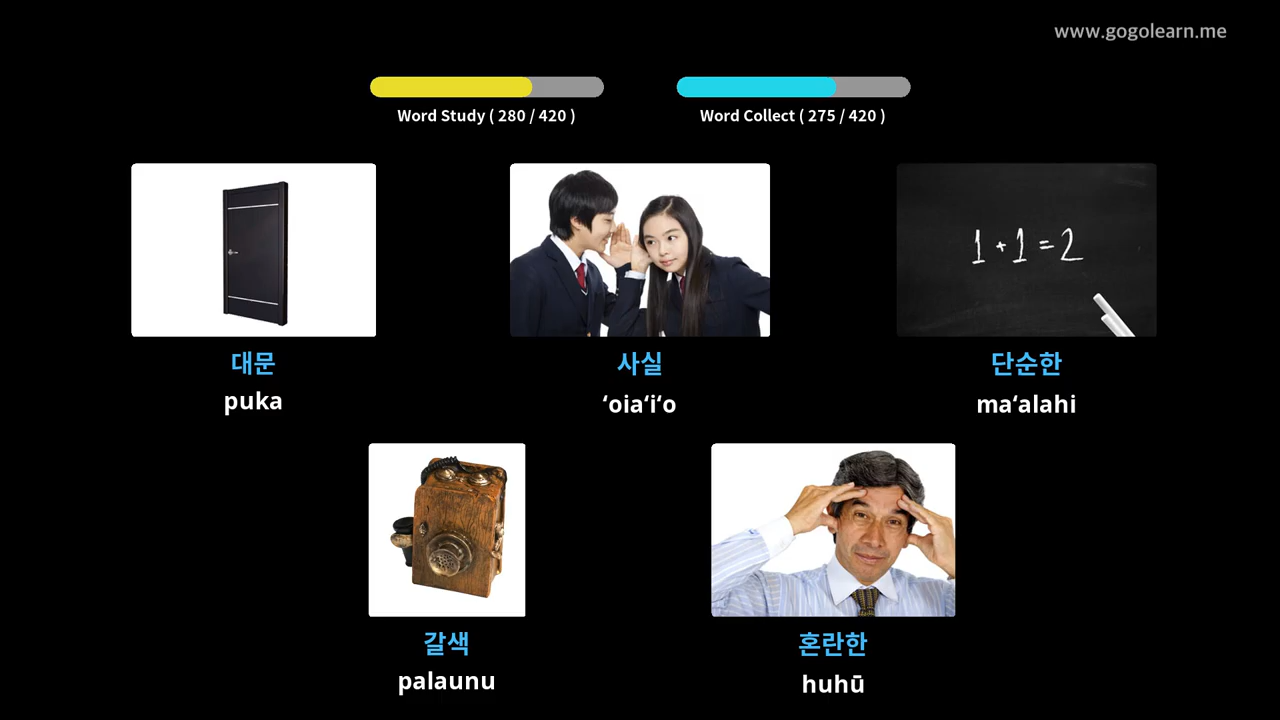 www.gogolearn.me
Word Study ( 280 / 420 )
Word Collect ( 275 / 420 )
1 + 1 = 2
대문
puka
사실
ʻoiaʻiʻo
단순한
maʻalahi
갈색
palaunu
혼란한
huhū